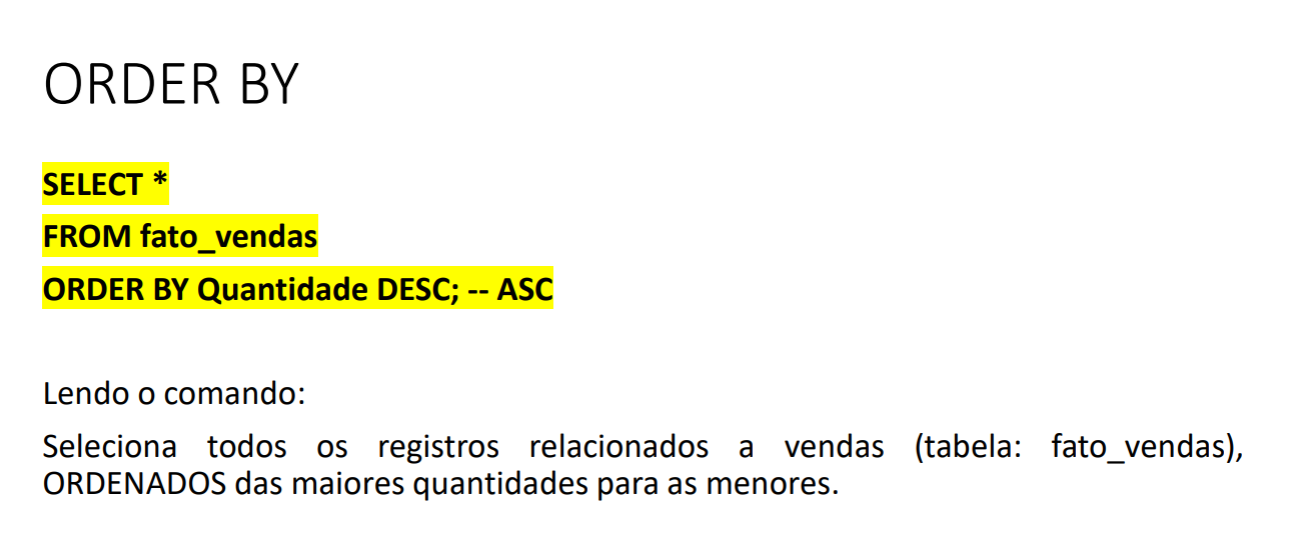 ORDER BY
SELECT *
FROM fato_vendas
ORDER BY Quantidade DESC; -- ASC
Lendo o comando:
Seleciona todos os registros relacionados a vendas (tabela: fato_vendas),
ORDENADOS das maiores quantidades para as menores.